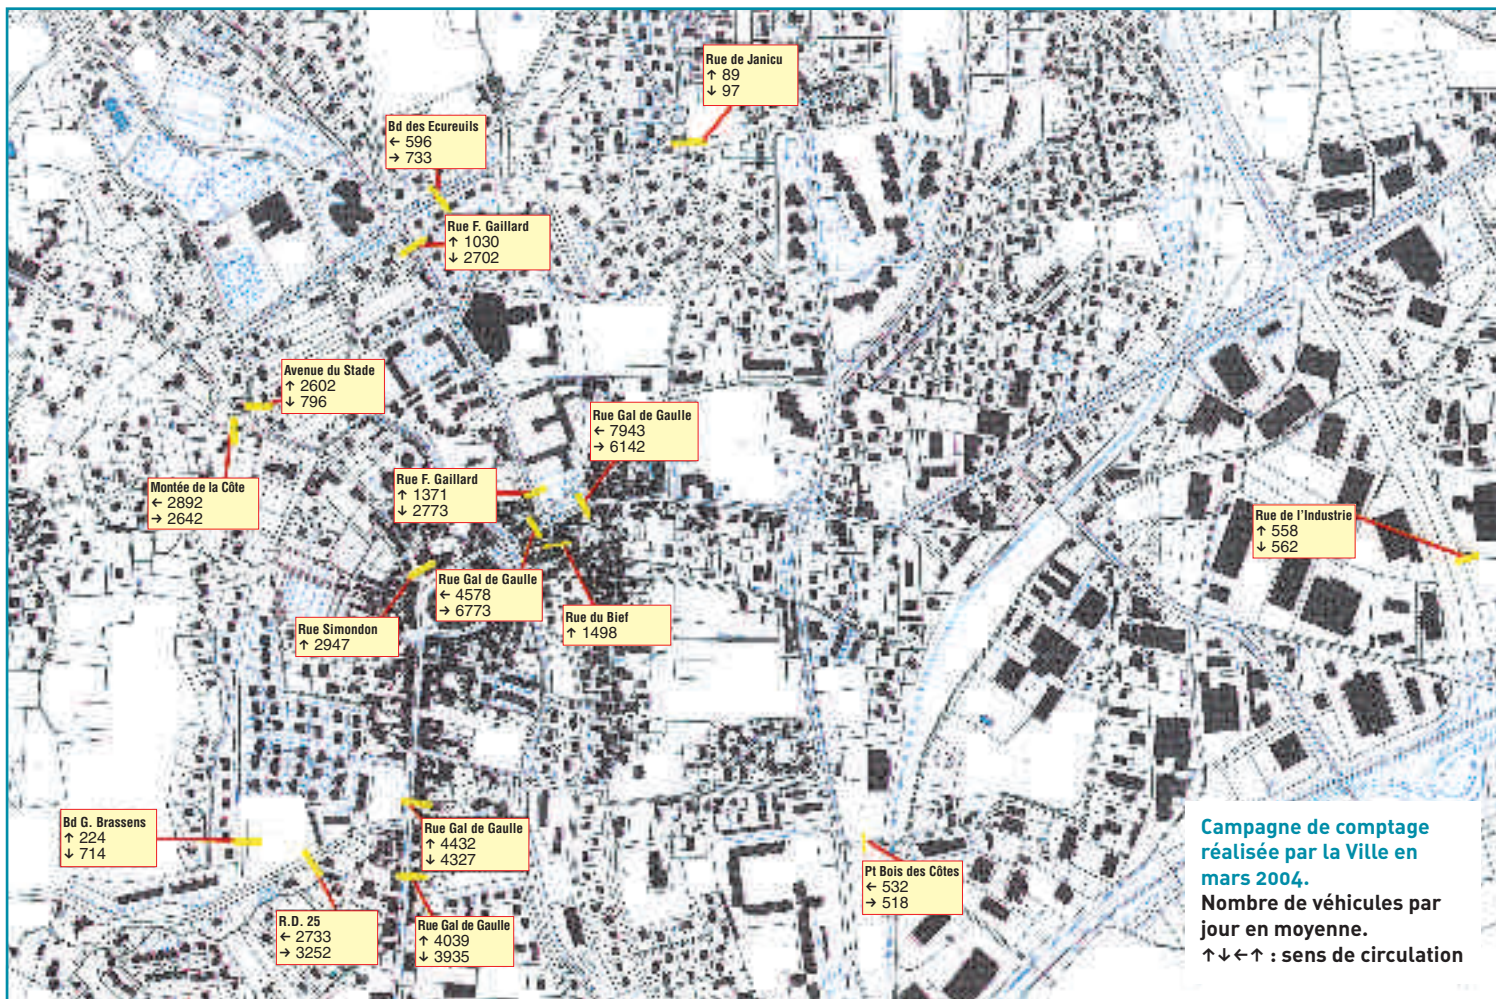 Rue de Janicu
↑ 89
↓ 97
Bd des Ecureuils
← 596
→ 733
Rue F. Gaillard
↑ 1030
↓ 2702
Avenue du Stade
↑ 2602
↓ 796
Rue Gal de Gaulle
← 7943
→ 6142
Montée de la Côte
← 2892
→ 2642
Rue F. Gaillard
↑ 1371
↓ 2773
Rue de l'Industrie
↑ 558
↓ 562
Rue Gal de Gaulle
← 4578
→ 6773
Rue du Bief
↑ 1498
Rue Simondon
↑ 2947
Bd G. Brassens
↑ 224
↓ 714
Rue Gal de Gaulle
↑ 4432
↓ 4327
Pt Bois des Côtes
← 532
→ 518
R.D. 25
← 2733
→ 3252
Rue Gal de Gaulle
↑ 4039
↓ 3935
Campagne de comptage
réalisée par la Ville en
mars 2004.
Nombre de véhicules par
jour en moyenne.
↑↓←↑ : sens de circulation